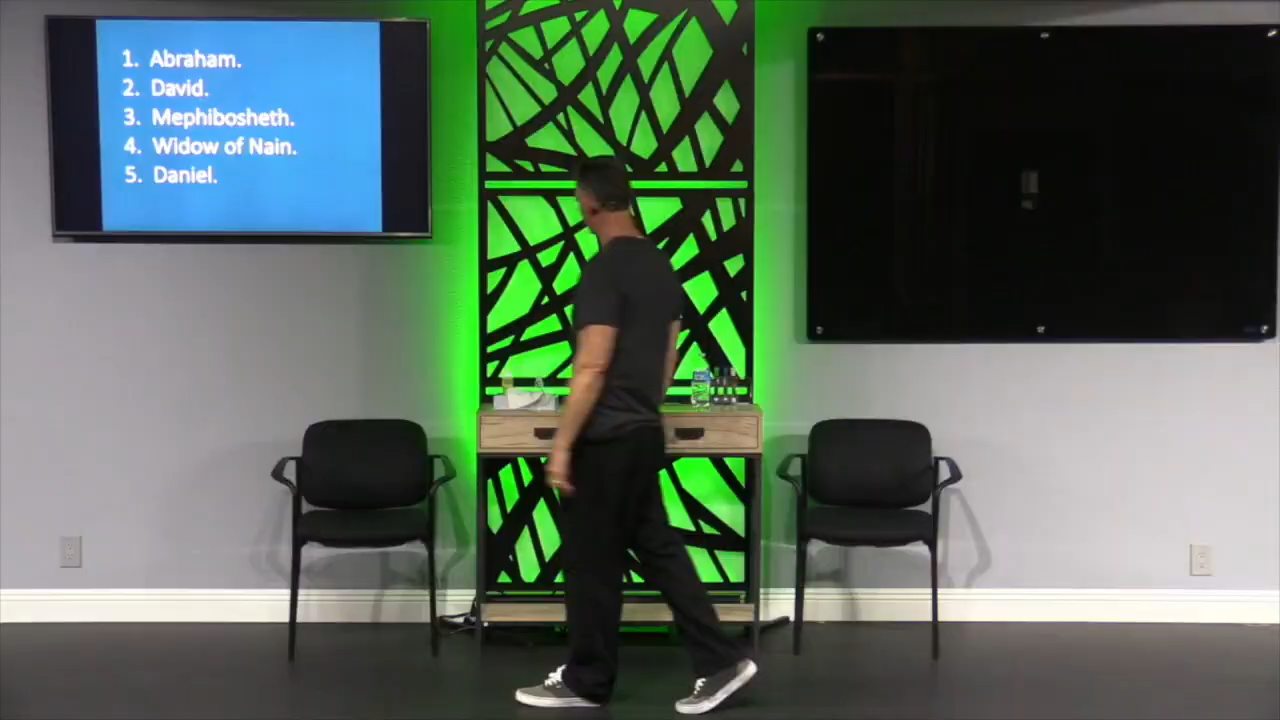 1. Abraham.
2. David.
3. Mephibosheth.
4. Widow of Nain.
5. Daniel.